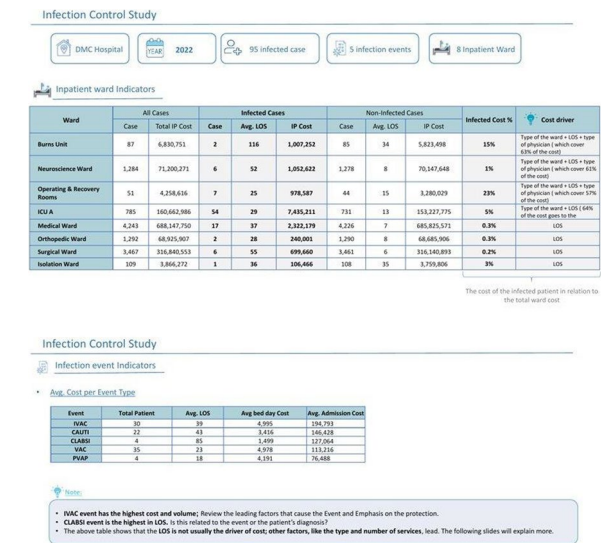 Infection Control Study
DMC Hospital
YEAR
2022
95 infected case
5 infection events
8 Inpatient Ward
Inpatient ward Indicators
Ward All Cases Infected Cases Non-Infected Cases Infected Cost % Cost driver
Case Total IP Cost Case Avg. LOS IP Cost Case Avg. LOS IP Cost
Burns Unit 87 6,830,751 2 116 1,007,252 85 34 5,823,498 15% Type of the ward + LOS + type
of physician ( which cover
63% of the cost)
Neuroscience Ward 1,284 71,200,271 6 52 1,052,622 1,278 8 70,147,648 1% Type of the ward + LOS + type
of physician ( which cover 61%
of the cost)
Operating & Recovery
Rooms 51 4,258,616 7 25 978,587 44 15 3,280,029 23% Type of the ward + LOS + type
of physician ( which cover 57%
of the cost)
ICU A 785 160,662,986 54 29 7,435,211 731 13 153,227,775 5% Type of the ward + LOS ( 64%
of the cost goes to the
Medical Ward 4,243 688,147,750 17 37 2,322,179 4,226 7 685,825,571 0.3% LOS
Orthopedic Ward 1,292 68,925,907 2 28 240,001 1,290 8 68,685,906 0.3% LOS
Surgical Ward 3,467 316,840,553 6 55 699,660 3,461 6 316,140,893 0.2% LOS
Isolation Ward 109 3,866,272 1 36 106,466 108 35 3,759,806 3% LOS
The cost of the infected patient in relation to
the total ward cost
Infection Control Study
Infection event Indicators
• Avg. Cost per Event Type
Event Total Patient Avg. LOS Avg bed day Cost Avg. Admission Cost
IVAC 30 39 4,995 194,793
CAUTI 22 43 3,416 146,428
CLABSI 4 85 1,499 127,064
VAC 35 23 4,978 113,216
PVAP 4 18 4,191 76,488
Note:
• IVAC event has the highest cost and volume; Review the leading factors that cause the Event and Emphasis on the protection.
• CLABSI event is the highest in LOS. Is this related to the event or the patient's diagnosis?
• The above table shows that the LOS is not usually the driver of cost; other factors, like the type and number of services, lead. The following slides will explain more.